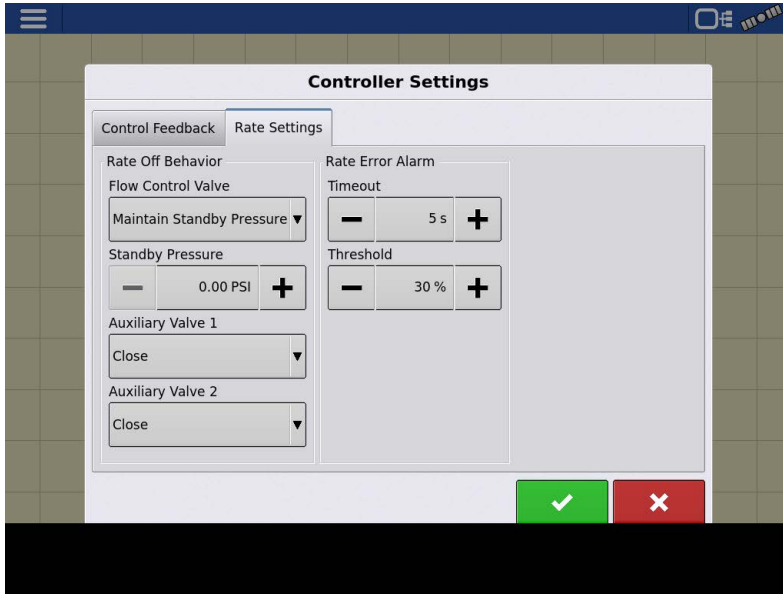 Controller Settings
Control Feedback
Rate Settings
Rate Off Behavior
Flow Control Valve
Maintain Standby Pressure
Standby Pressure
0.00 PSI
Auxiliary Valve 1
Close
Auxiliary Valve 2
Close
Rate Error Alarm
Timeout
5 s
Threshold
30 %